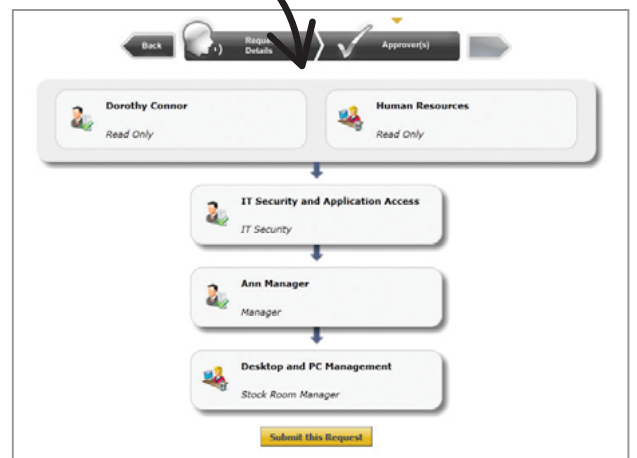 Back
Details
Approver(s)
Dorothy Connor
Read Only
Human Resources
Read Only
IT Security and Application Access
IT Security
Ann Manager
Manager
Desktop and PC Management
Stock Room Manager
Submit this Request